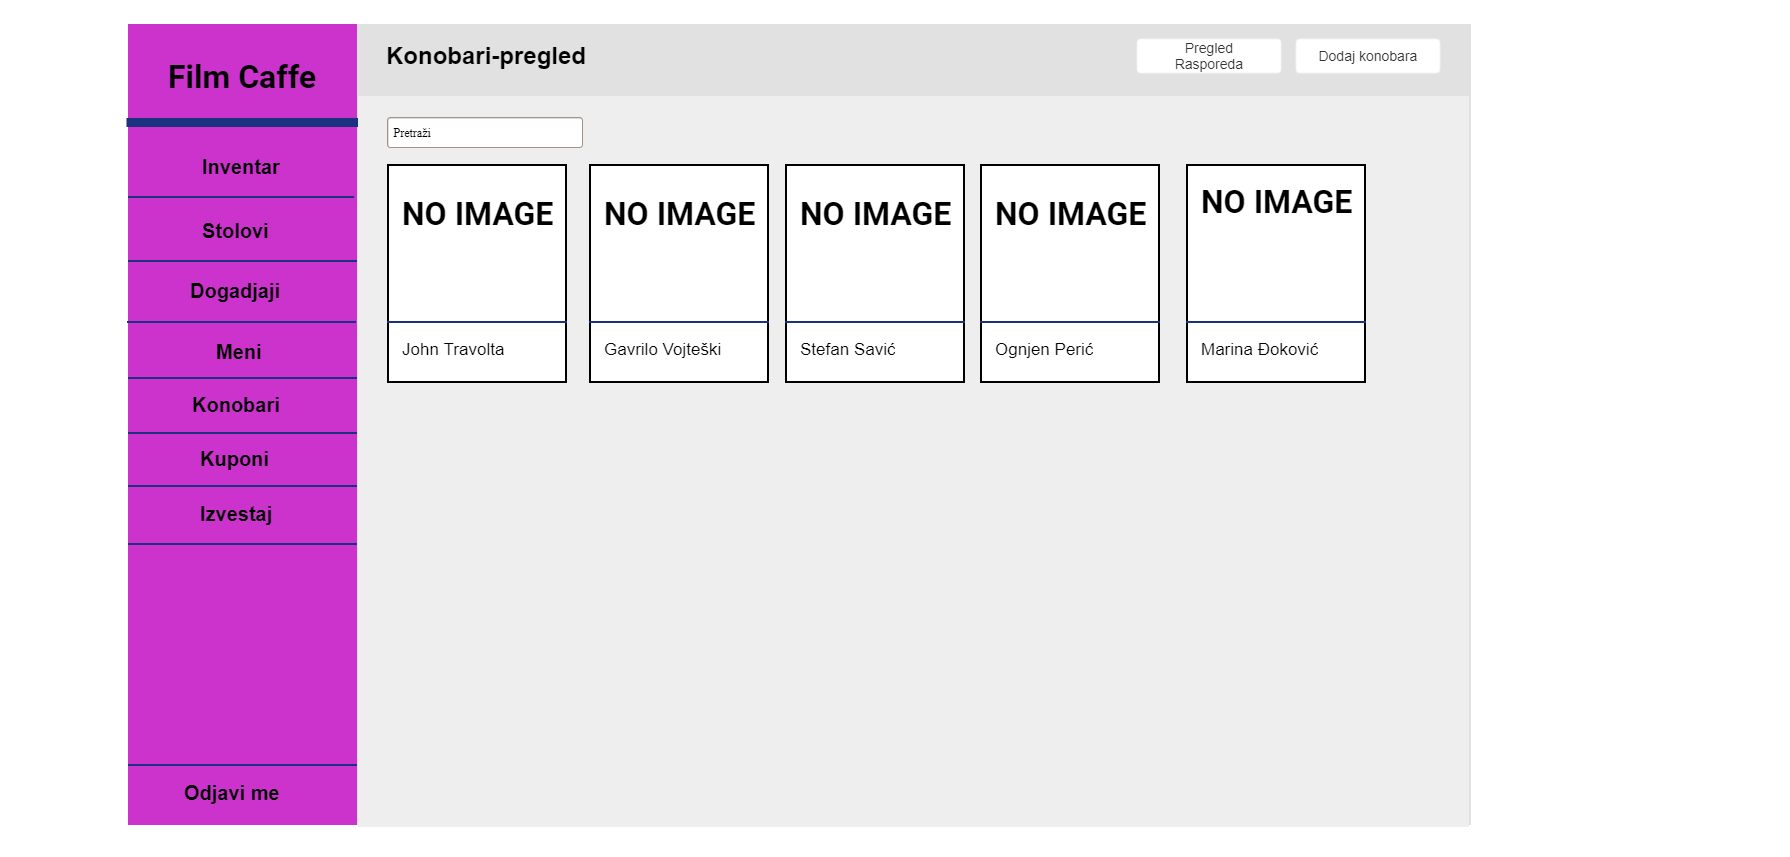 Film Caffe
Inventar
Stolovi
Dogadjaji
Meni
Konobari
Kuponi
Izvestaj
Odjavi me
Konobari-pregled
Pregled
Rasporeda
Dodaj konobara
Pretraži
NO IMAGE
John Travolta
NO IMAGE
Gavrilo Vojteški
NO IMAGE
Stefan Savić
NO IMAGE
Ognjen Perić
NO IMAGE
Marina Đoković